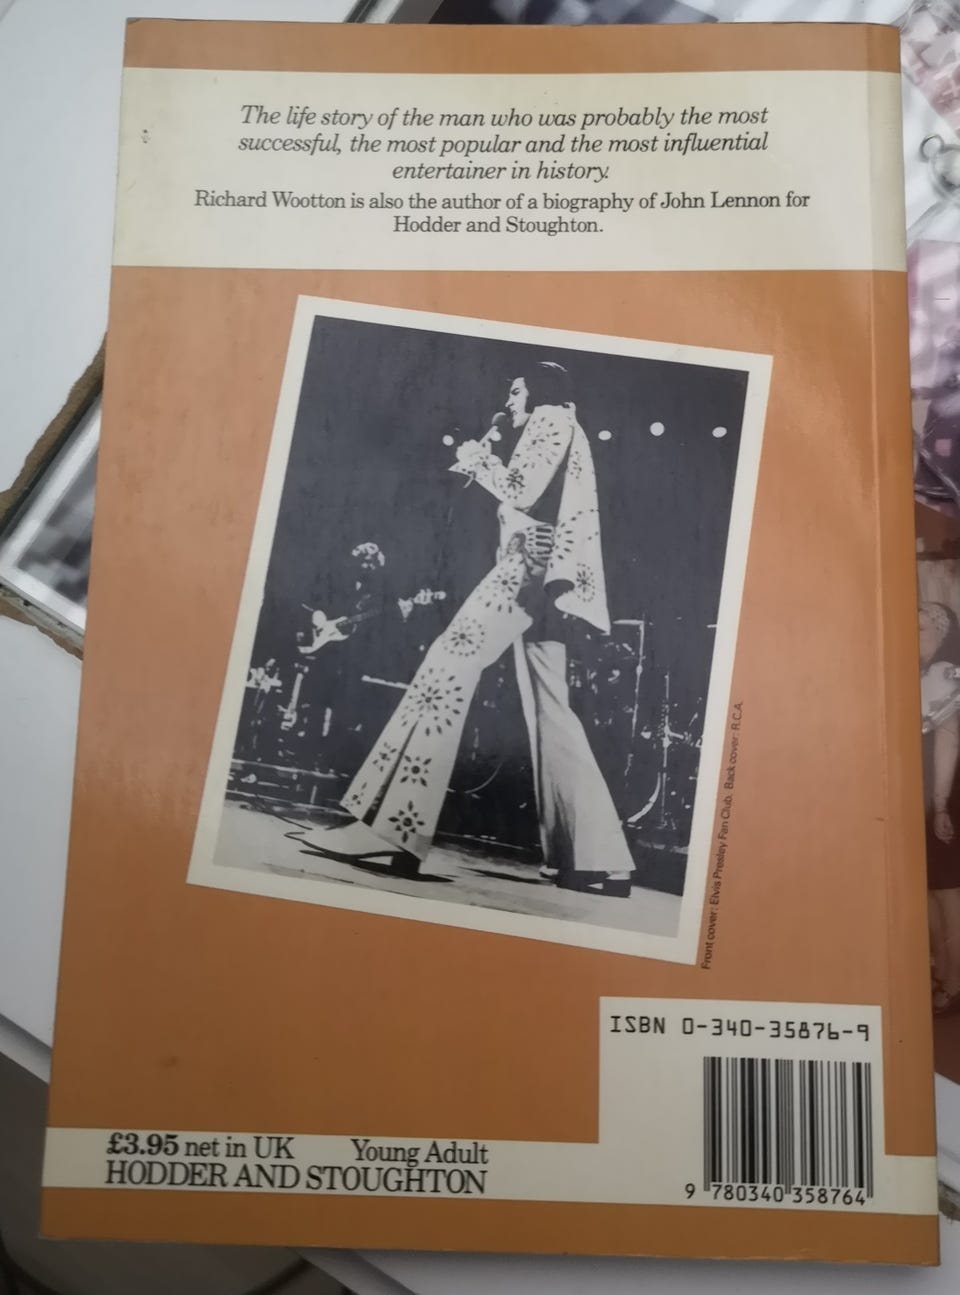 The life story of the man who was probably the most
successful, the most popular and the most influential
entertainer in history.
Richard Wootton is also the author of a biography of John Lennon for
Hodder and Stoughton.
Front cover: Elvis Presley Fan Club. Back cover: R.C.A.
ISBN 0-340-35876-9
9 780340 358764
£3.95 net in UK Young Adult
HODDER AND STOUGHTON